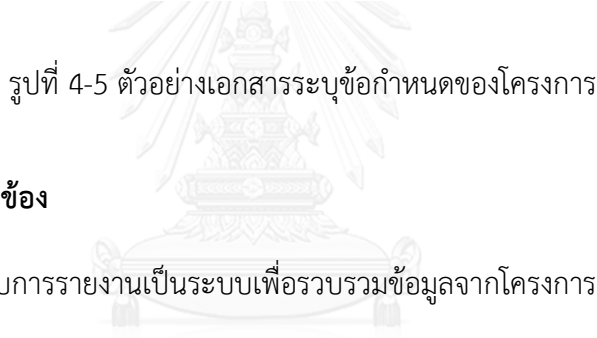 รูปที่ 4-5 ตัวอย่างเอกสารระบุข้อกำหนดของโครงการ
ข้อง
บการรายงานเป็นระบบเพื่อรวบรวมข้อมูลจากโครงการ